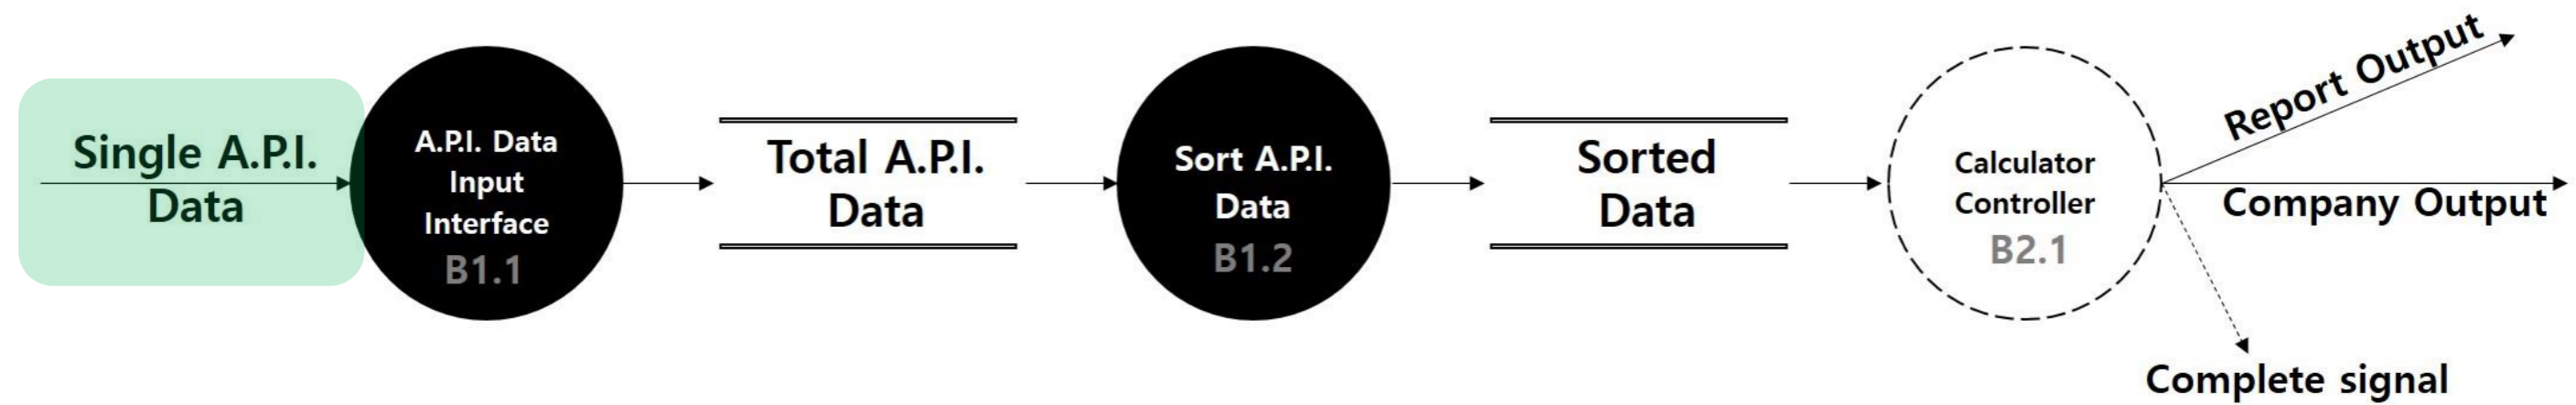 Single A.P.I.
Data
A.P.I. Data
Input
Interface
B1.1
Total A.P.I.
Data
Sort A.P.I.
Data
B1.2
Sorted
Data
Calculator
Controller
B2.1
Report Output
Company Output
Complete signal